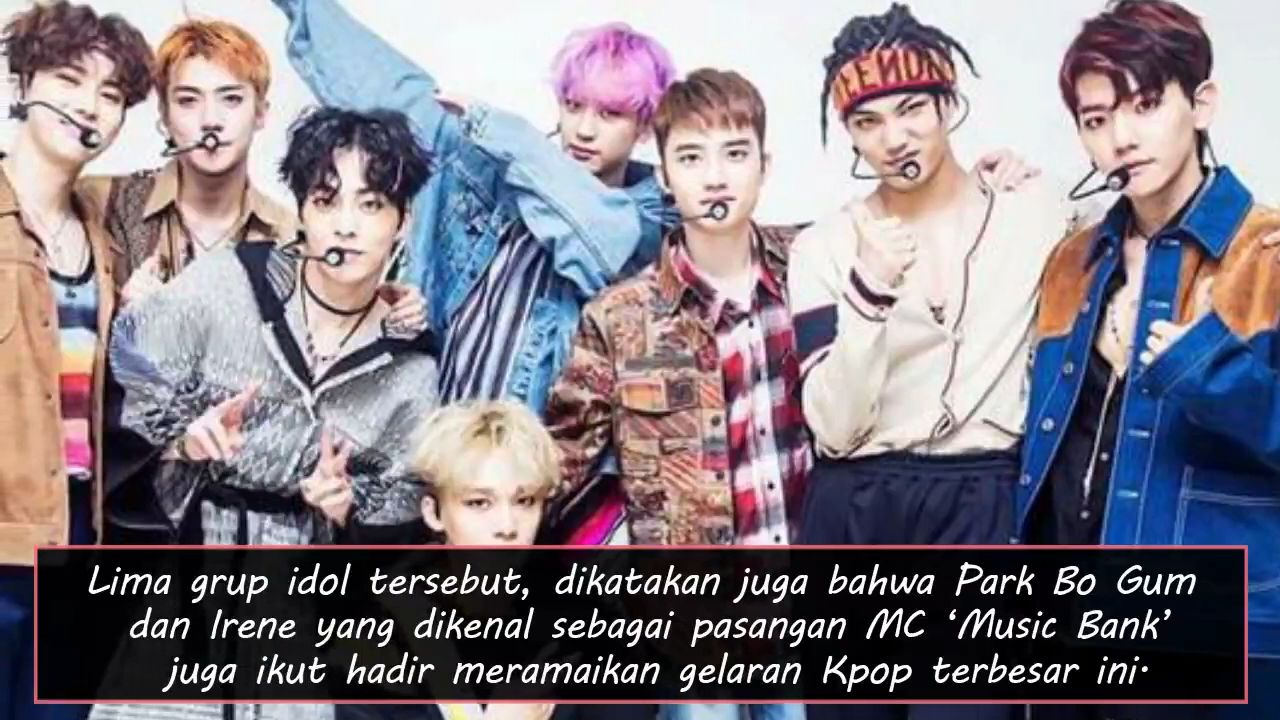 Lima grup idol tersebut, dikatakan juga bahwa Park Bo Gum
dan Irene yang dikenal sebagai pasangan MC ‘Music Bank’
juga ikut hadir meramaikan gelaran Kpop terbesar ini.